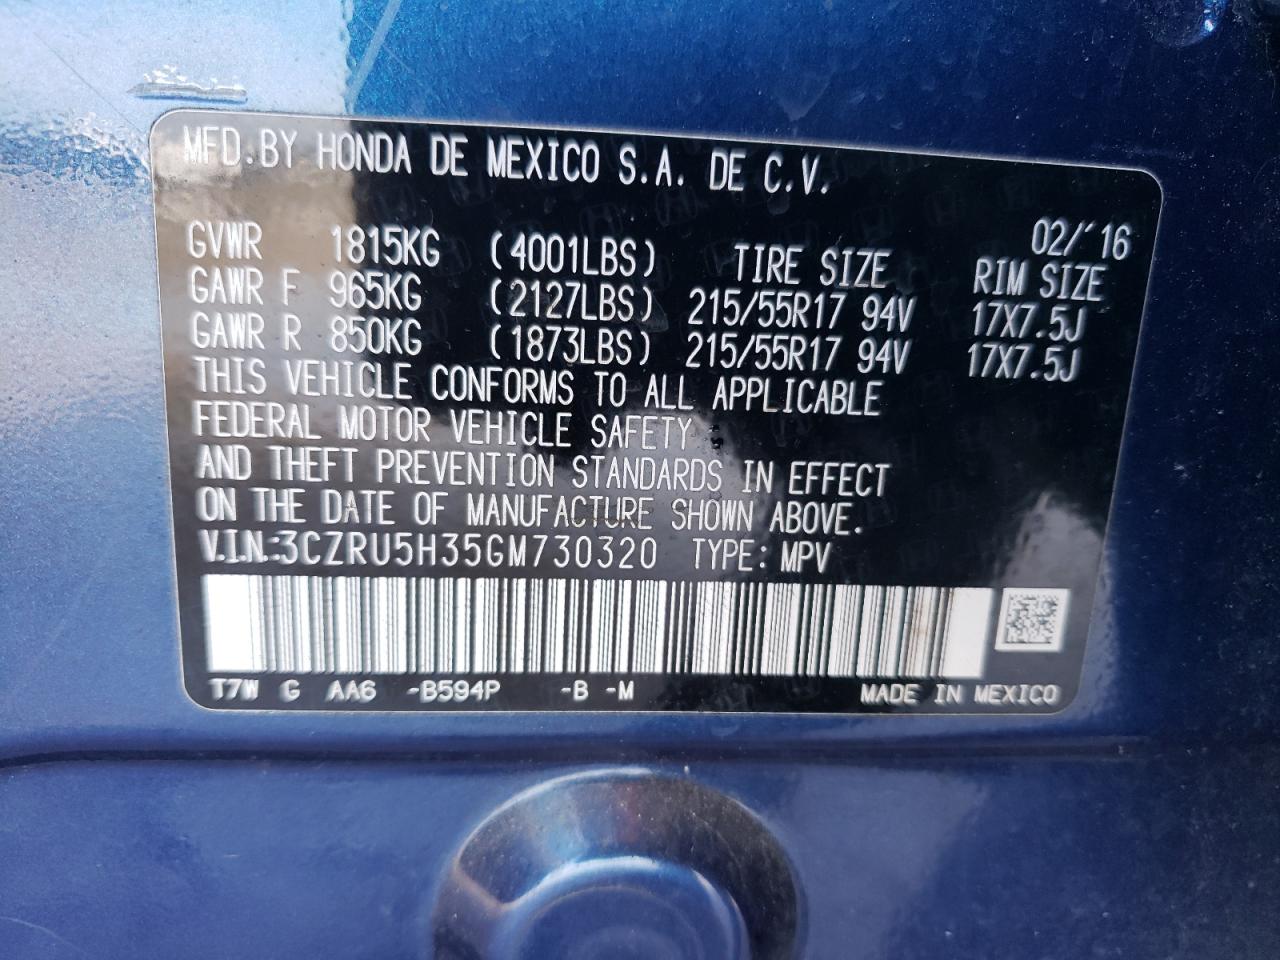 MFD.BY HONDA DE MEXICO S.A. DE C.V.
02/'16
GVWR 1815KG (4001LBS) TIRE SIZE RIM SIZE
GAWR F 965KG (2127LBS) 215/55R17 94V 17X7.5J
GAWR R 850KG (1873LBS) 215/55R17 94V 17X7.5J
THIS VEHICLE CONFORMS TO ALL APPLICABLE
FEDERAL MOTOR VEHICLE SAFETY
AND THEFT PREVENTION STANDARDS IN EFFECT
ON THE DATE OF MANUFACTURE SHOWN ABOVE.
V.I.N.:3CZRU5H35GM730320 TYPE: MPV
T7W G AA6 -B594P -B -M MADE IN MEXICO